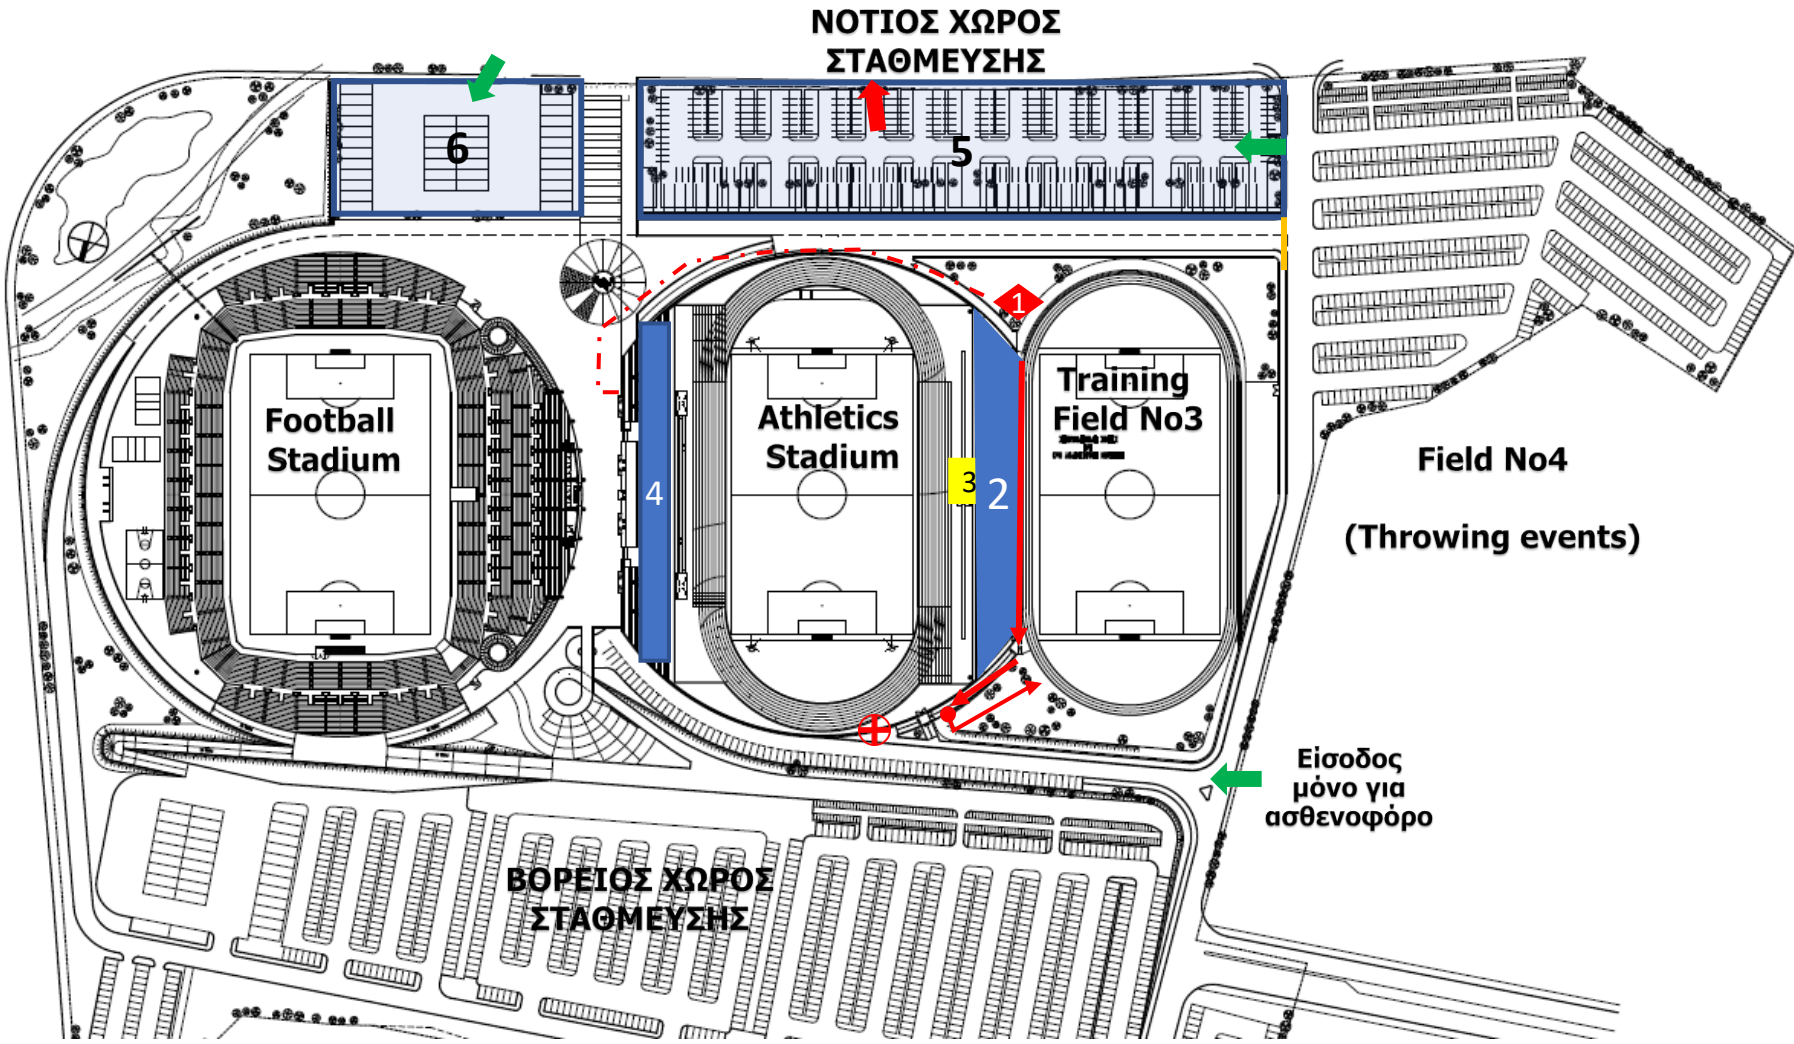 ΝΟΤΙΟΣ ΧΩΡΟΣ
ΣΤΑΘΜΕΥΣΗΣ
6
5
1
Football
Stadium
Athletics
Stadium
Training
Field No3
4
3
2
Field No4
(Throwing events)
Είσοδος
μόνο για
ασθενοφόρο
ΒΟΡΕΙΟΣ ΧΩΡΟΣ
ΣΤΑΘΜΕΥΣΗΣ